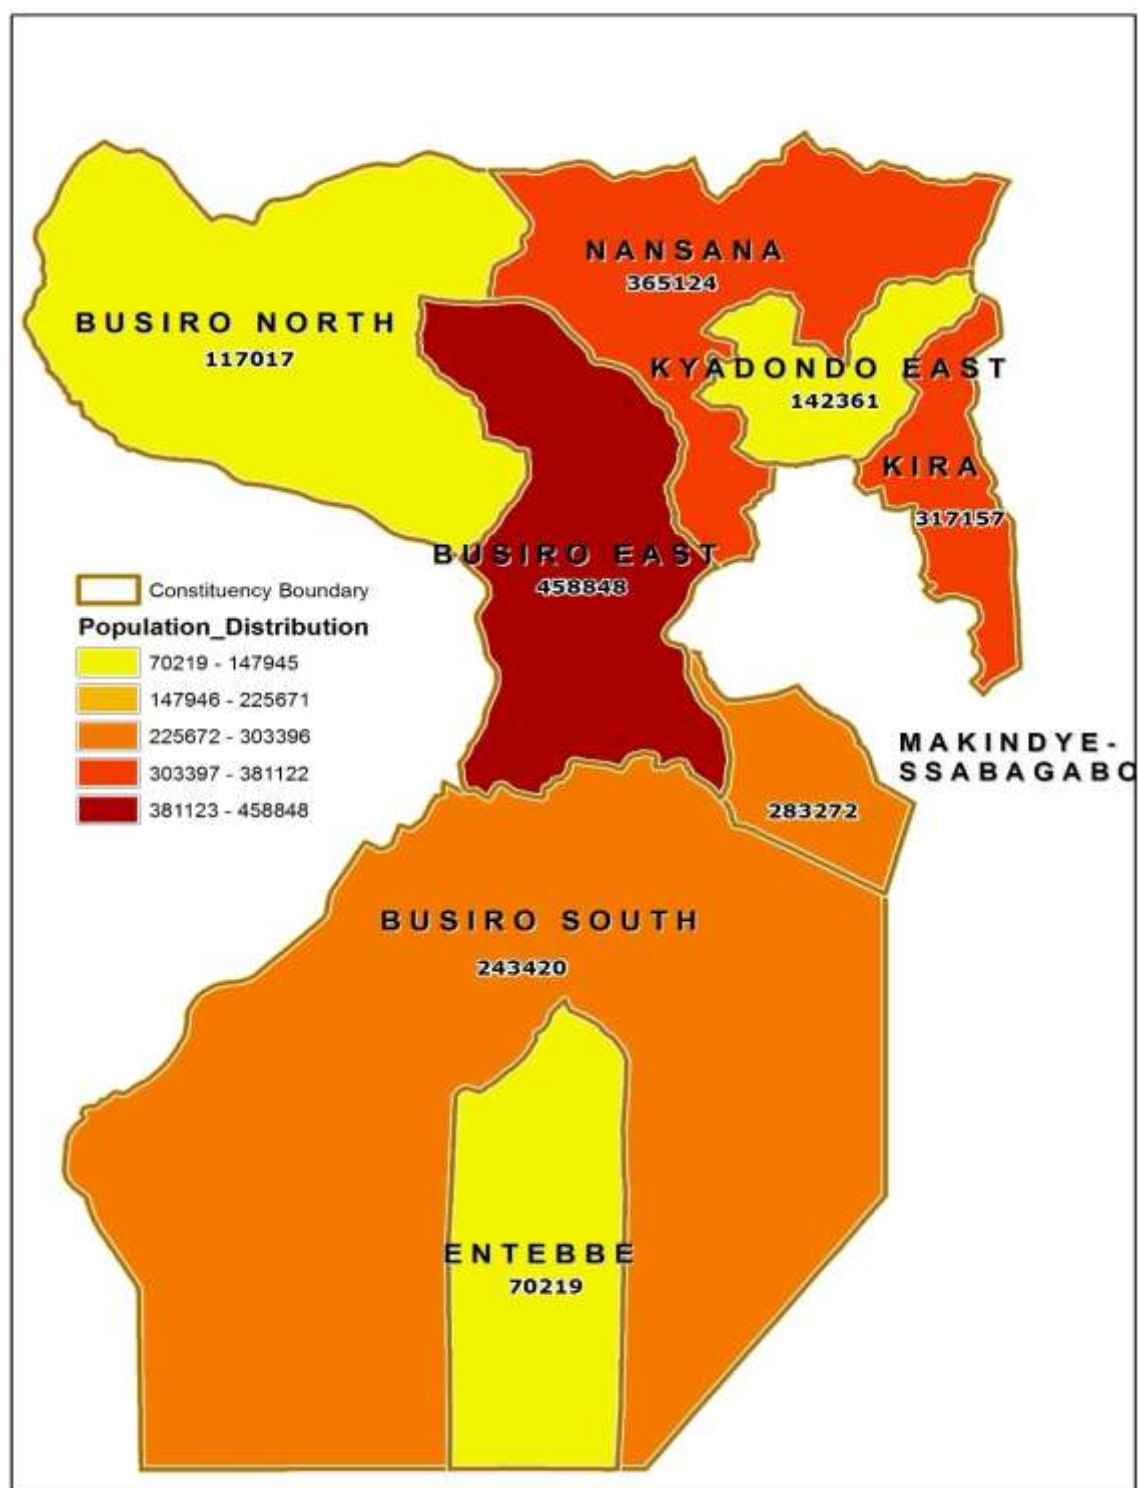 NANSANA
365124
BUSIRO NORTH
117017
KYADONDO EAST
142361
KIRA
317157
BUSIRO EAST
458848
Constituency Boundary
Population_Distribution
70219 - 147945
147946 - 225671
225672 - 303396
303397 - 381122
381123 - 458848
MAKINDYE-
SSABAGABO
283272
BUSIRO SOUTH
243420
ENTEBBE
70219